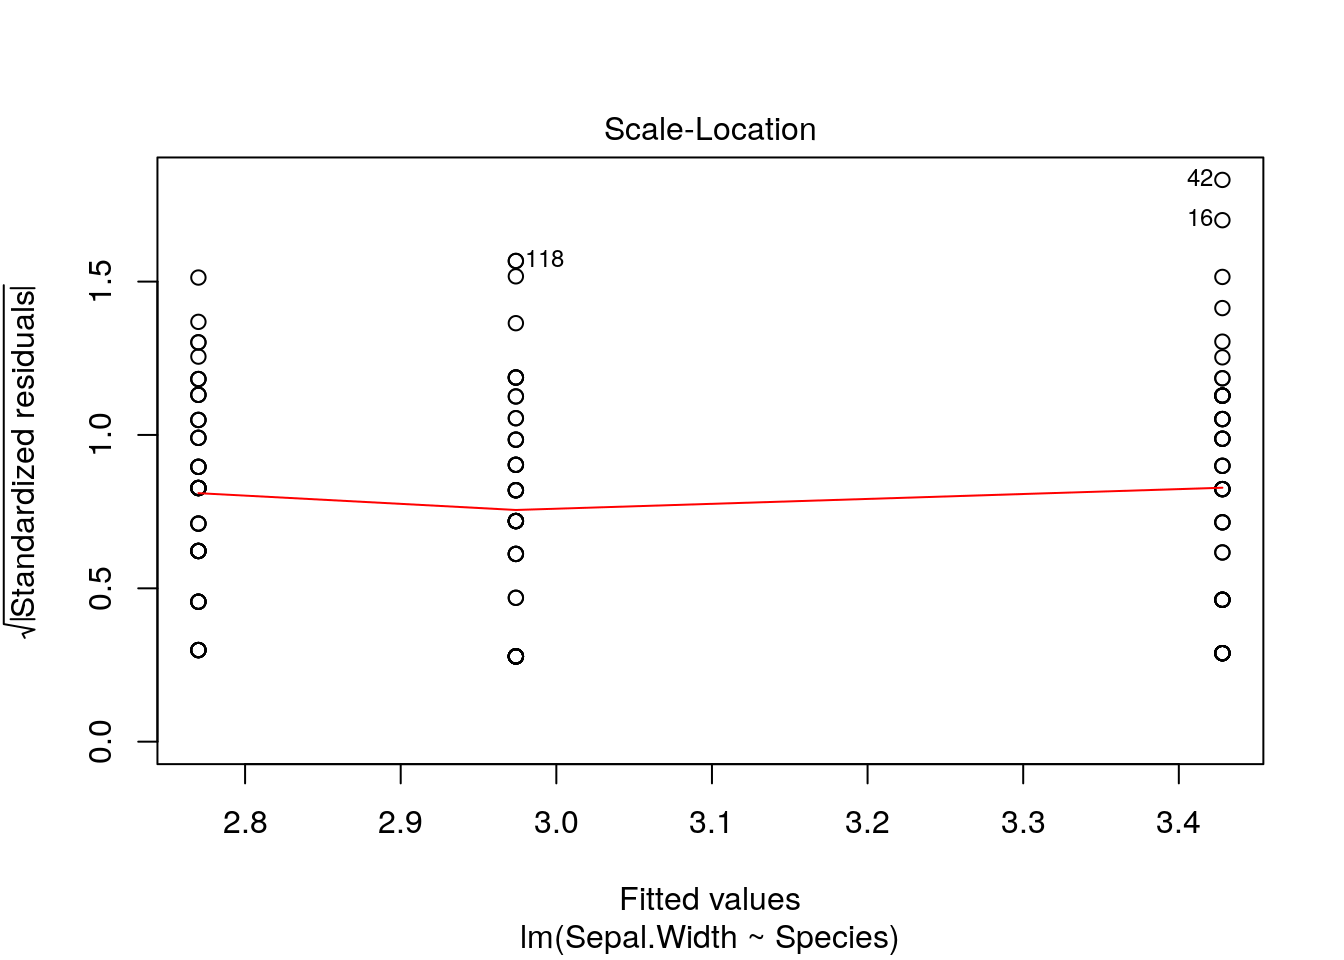 Scale-Location
√|Standardized residuals|
1.5
1.0
0.5
0.0
42
16
118
2.8 2.9 3.0 3.1 3.2 3.3 3.4
Fitted values
lm(Sepal.Width ~ Species)